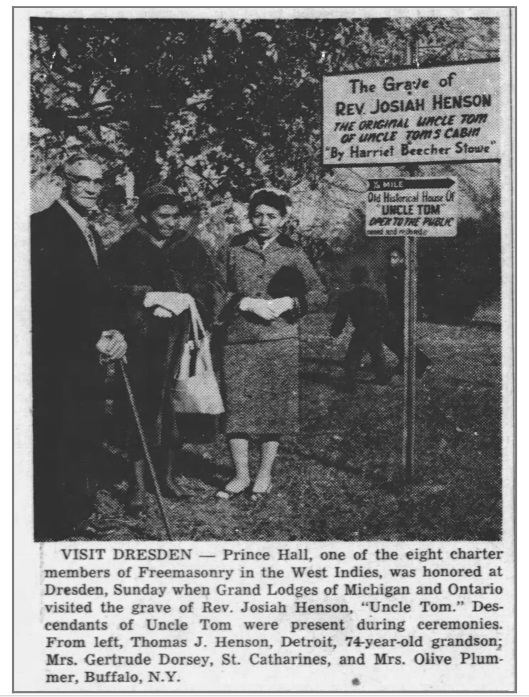 The Grave of
REV. JOSIAH HENSON
THE ORIGINAL UNCLE TOM
OF UNCLE TOM'S CABIN
"By Harriet Beecher Stowe"
¼ MILE
Old Historical House Of
"UNCLE TOM"
OPEN TO THE PUBLIC
VISIT DRESDEN — Prince Hall, one of the eight charter
members of Freemasonry in the West Indies, was honored at
Dresden, Sunday when Grand Lodges of Michigan and Ontario
visited the grave of Rev. Josiah Henson, "Uncle Tom." Des-
cendants of Uncle Tom were present during ceremonies.
From left, Thomas J. Henson, Detroit, 74-year-old grandson;
Mrs. Gertrude Dorsey, St. Catharines, and Mrs. Olive Plum-
mer, Buffalo, N.Y.